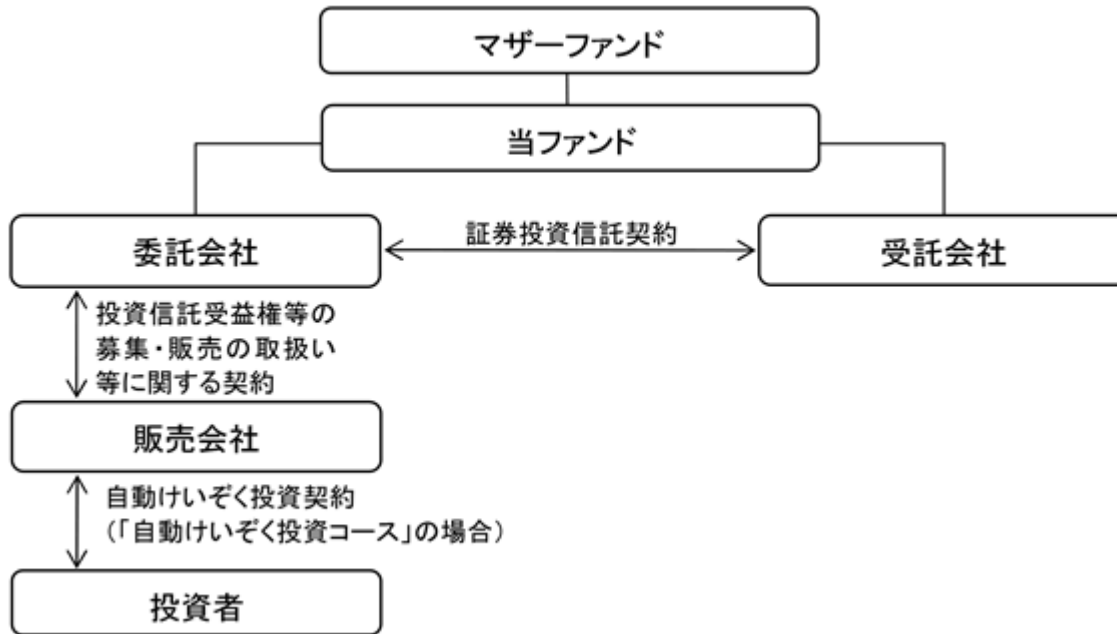 マザーファンド
当ファンド
委託会社
証券投資信託契約
受託会社
投資信託受益権等の
募集・販売の取扱い
等に関する契約
販売会社
自動けいぞく投資契約
(「自動けいぞく投資コース」の場合)
投資者